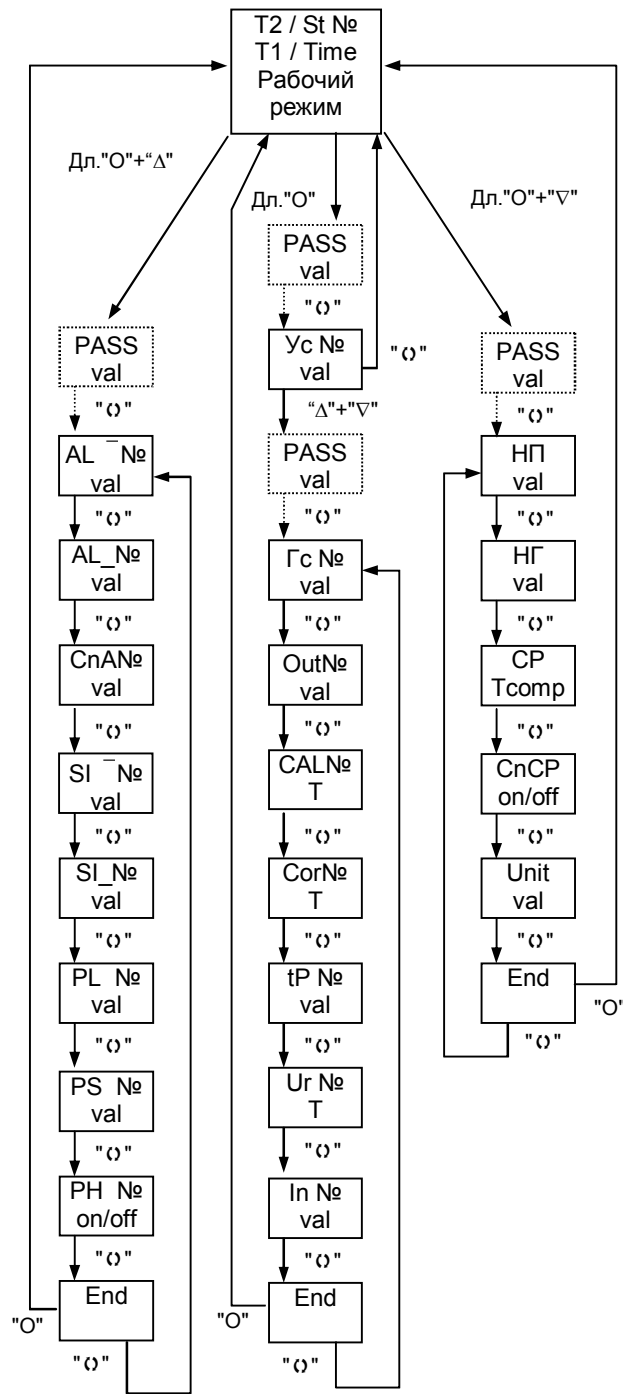 T2 / St №
T1 / Time
Рабочий
режим
Дл."О"+“Δ"
PASS
val
"↻"
AL ¯ №
val
"↻"
AL_№
val
"↻"
CnA№
val
"↻"
SI ¯ №
val
"↻"
SI_№
val
"↻"
PL №
val
"↻"
PS №
val
"↻"
PH №
on/off
"↻"
End
"О"
"↻"
Дл."О"
PASS
val
"↻"
Ус №
val
"↻"
“Δ"+"∇"
PASS
val
"↻"
Гс №
val
"↻"
Out№
val
"↻"
CAL№
T
"↻"
Cor№
T
"↻"
tP №
val
"↻"
Ur №
T
"↻"
In №
val
"↻"
End
"О"
"↻"
Дл."О"+"∇"
PASS
val
"↻"
НП
val
"↻"
НГ
val
"↻"
CP
Tcomp
"↻"
CnCP
on/off
"↻"
Unit
val
"↻"
End
"О"
"↻"